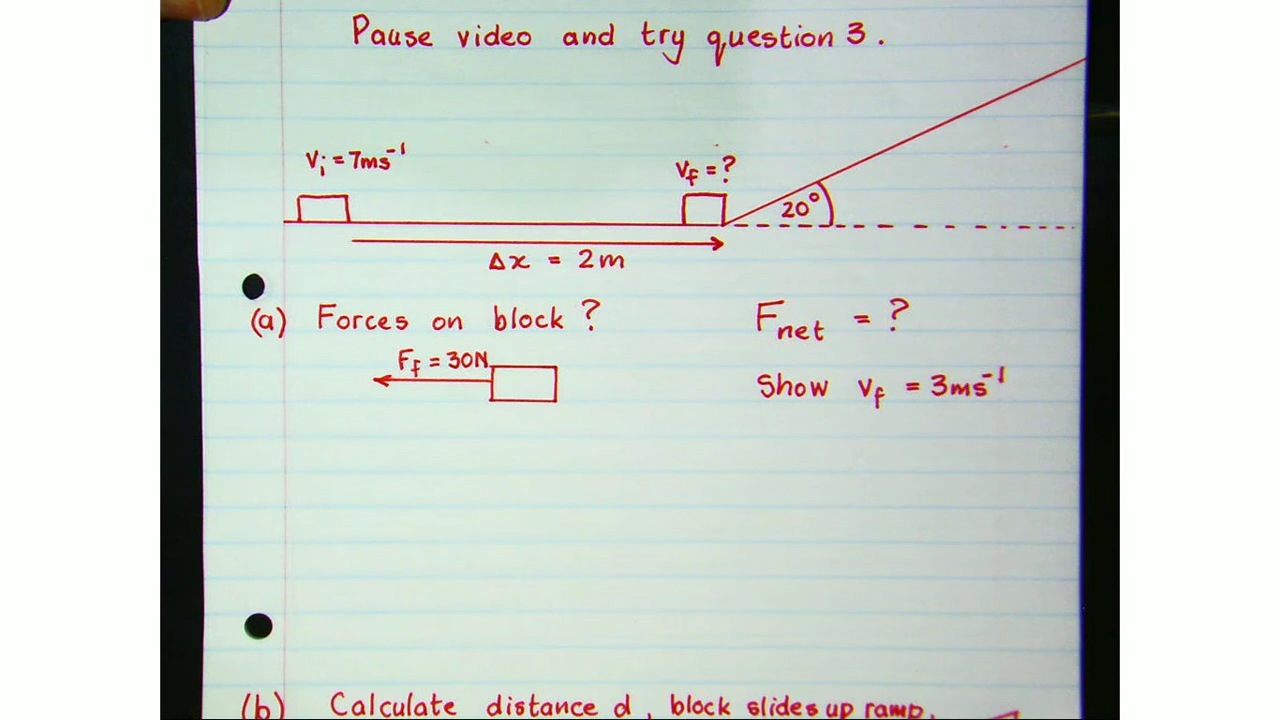 Pause video and try question 3.
Vi = 7ms⁻¹
Vf = ?
20°
Δx = 2m
(a) Forces on block ?
Fnet = ?
Ff = 30N
Show Vf = 3ms⁻¹
(b) Calculate distance d, block slides up ramp.